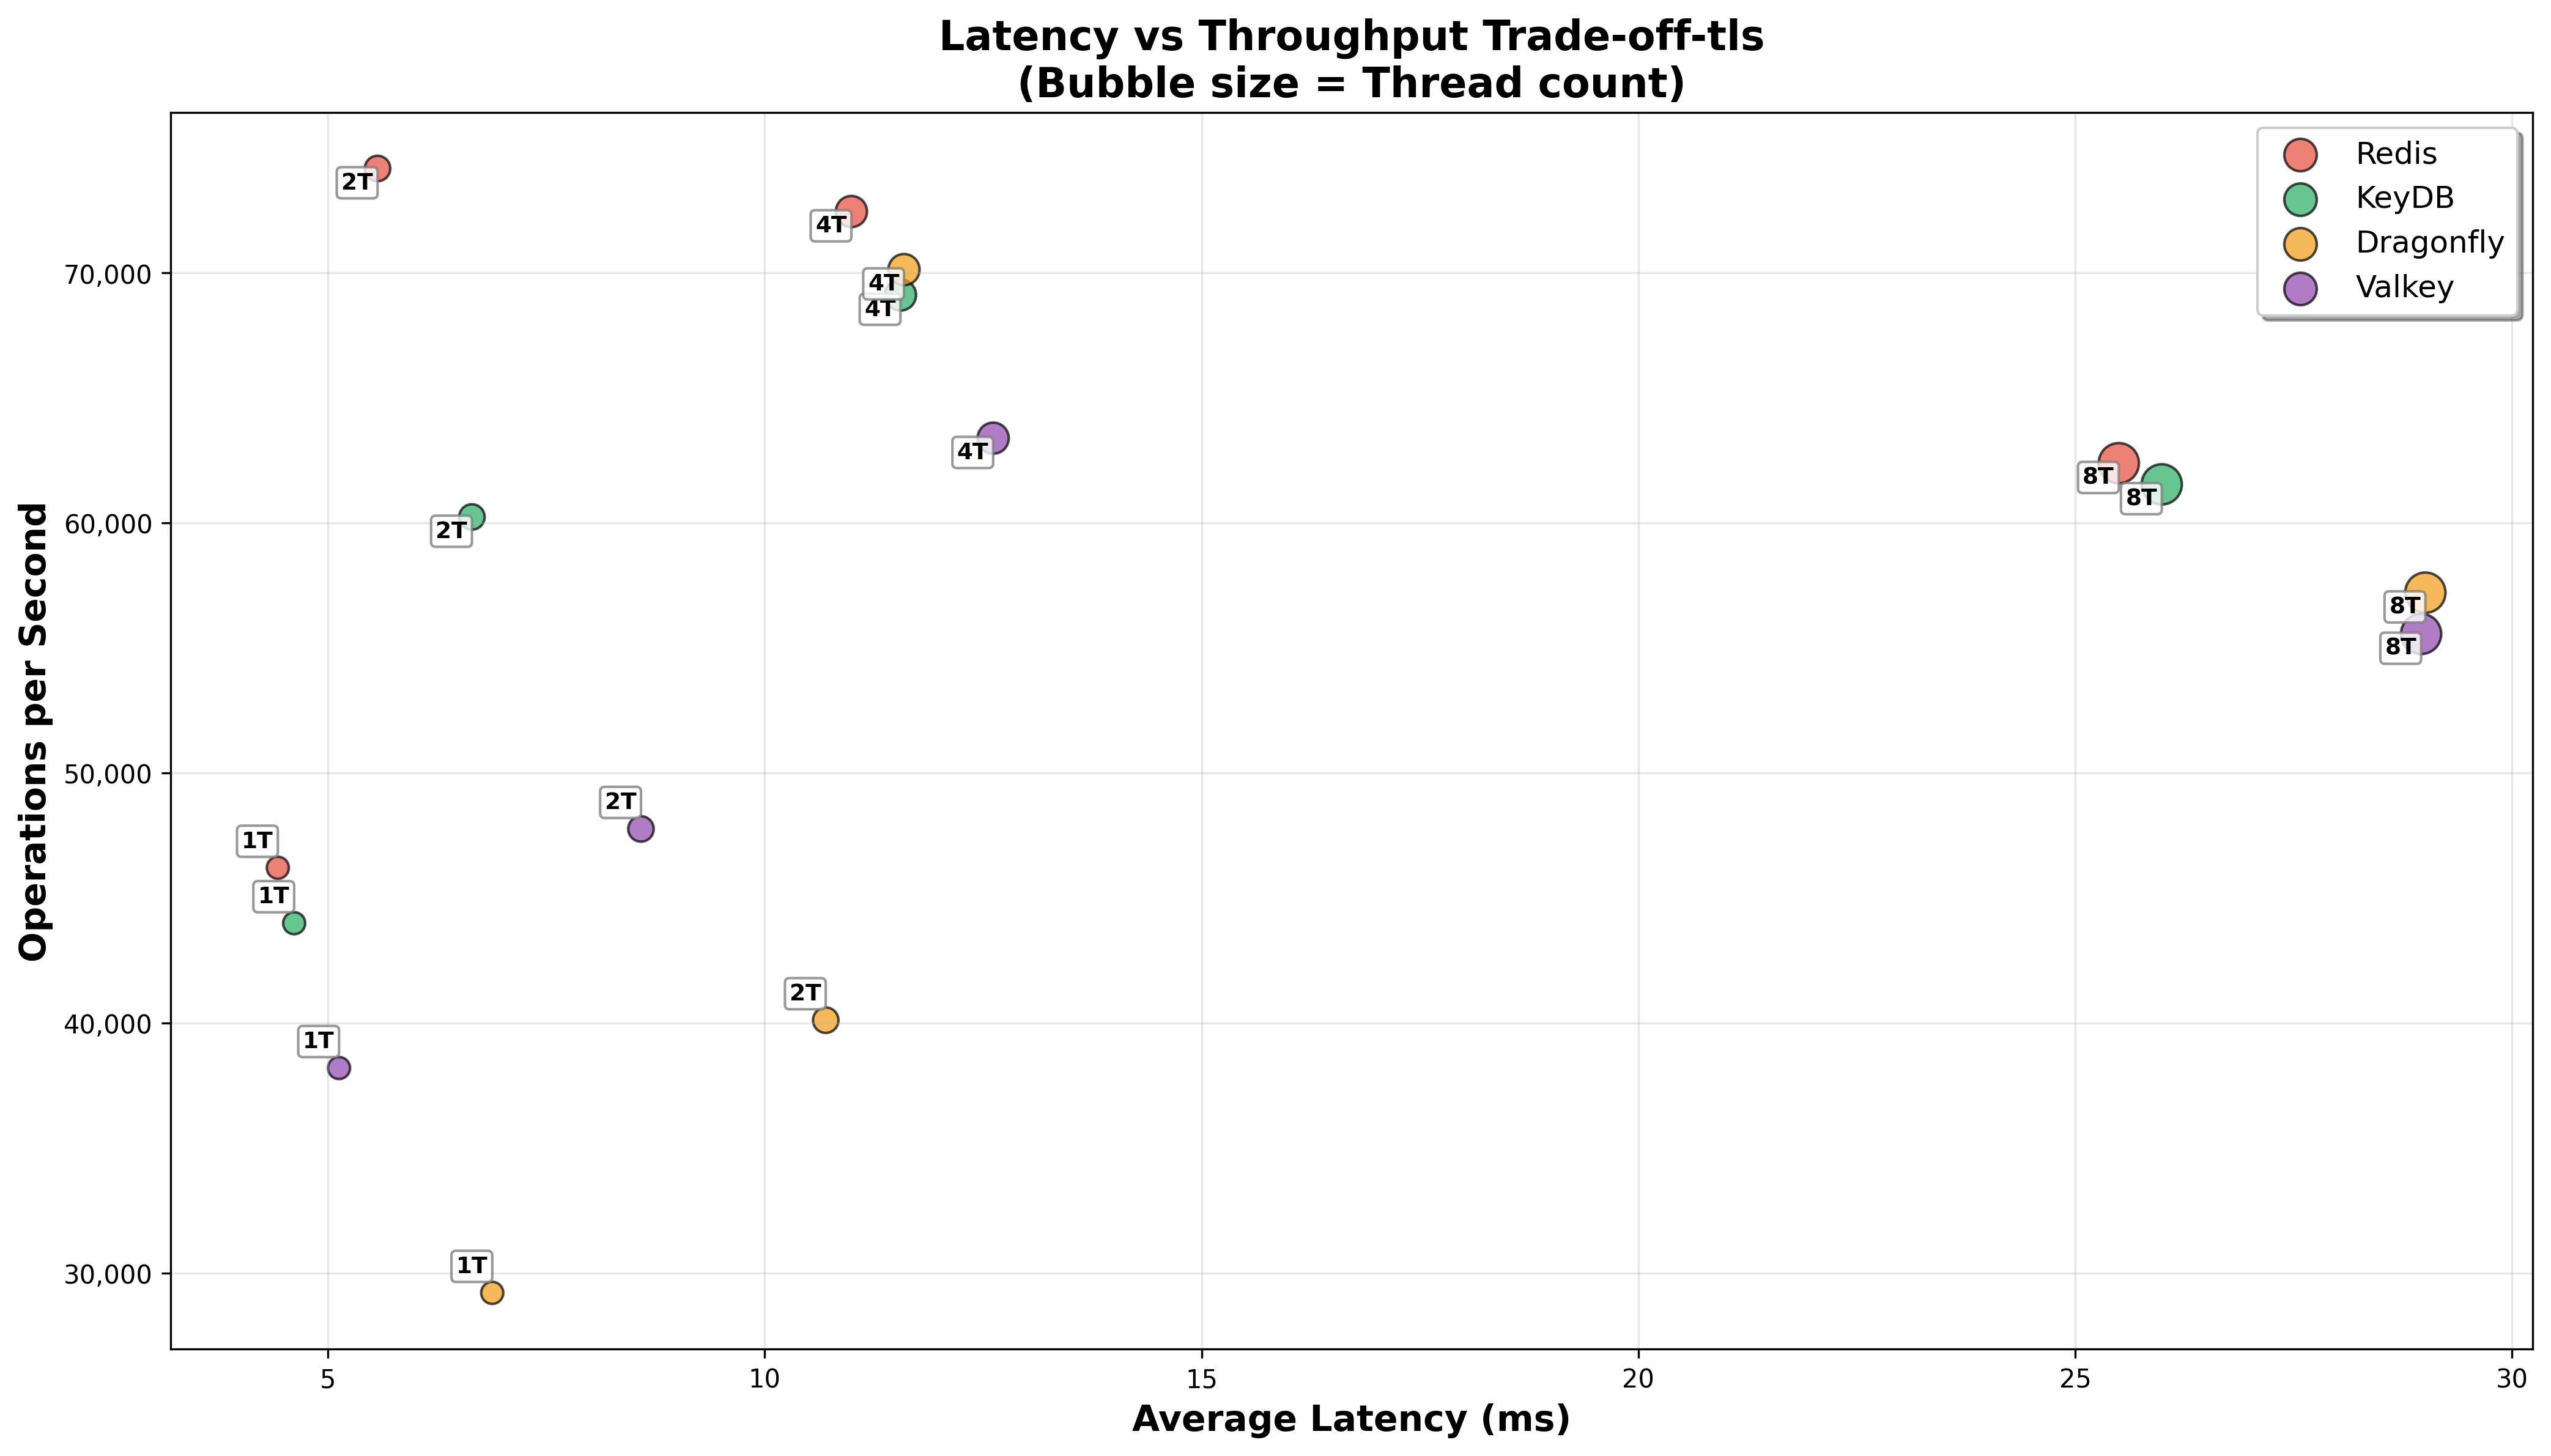 Latency vs Throughput Trade-off-tls
(Bubble size = Thread count)
Redis
KeyDB
Dragonfly
Valkey
2T
4T
4T
4T
4T
8T
8T
2T
8T
8T
2T
1T
1T
2T
1T
1T
70,000
60,000
50,000
40,000
30,000
Operations per Second
5
10
15
20
25
30
Average Latency (ms)